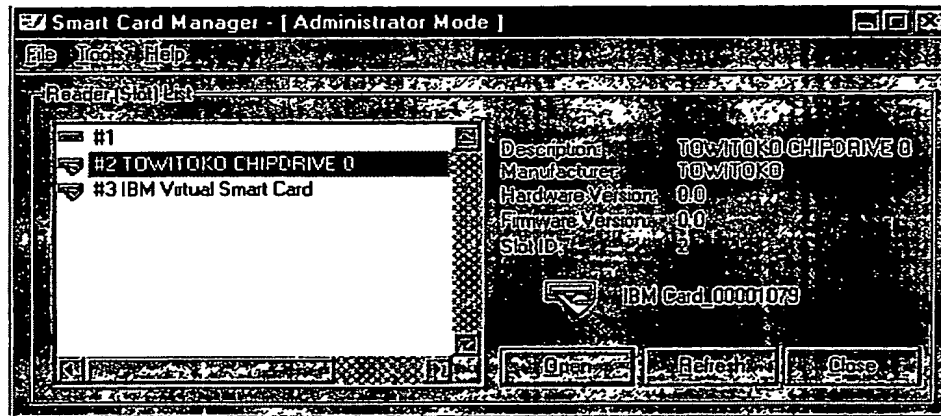 Smart Card Manager - [ Administrator Mode ]
File Tools Help
Reader (Slot) List
#1
#2 TOWITOKO CHIPDRIVE 0
#3 IBM Virtual Smart Card
Description: TOWITOKO CHIPDRIVE 0
Manufacturer: TOWITOKO
Hardware Version: 0.0
Firmware Version: 0.0
Slot ID: 2
IBM Card_00001079
Open Refresh Close